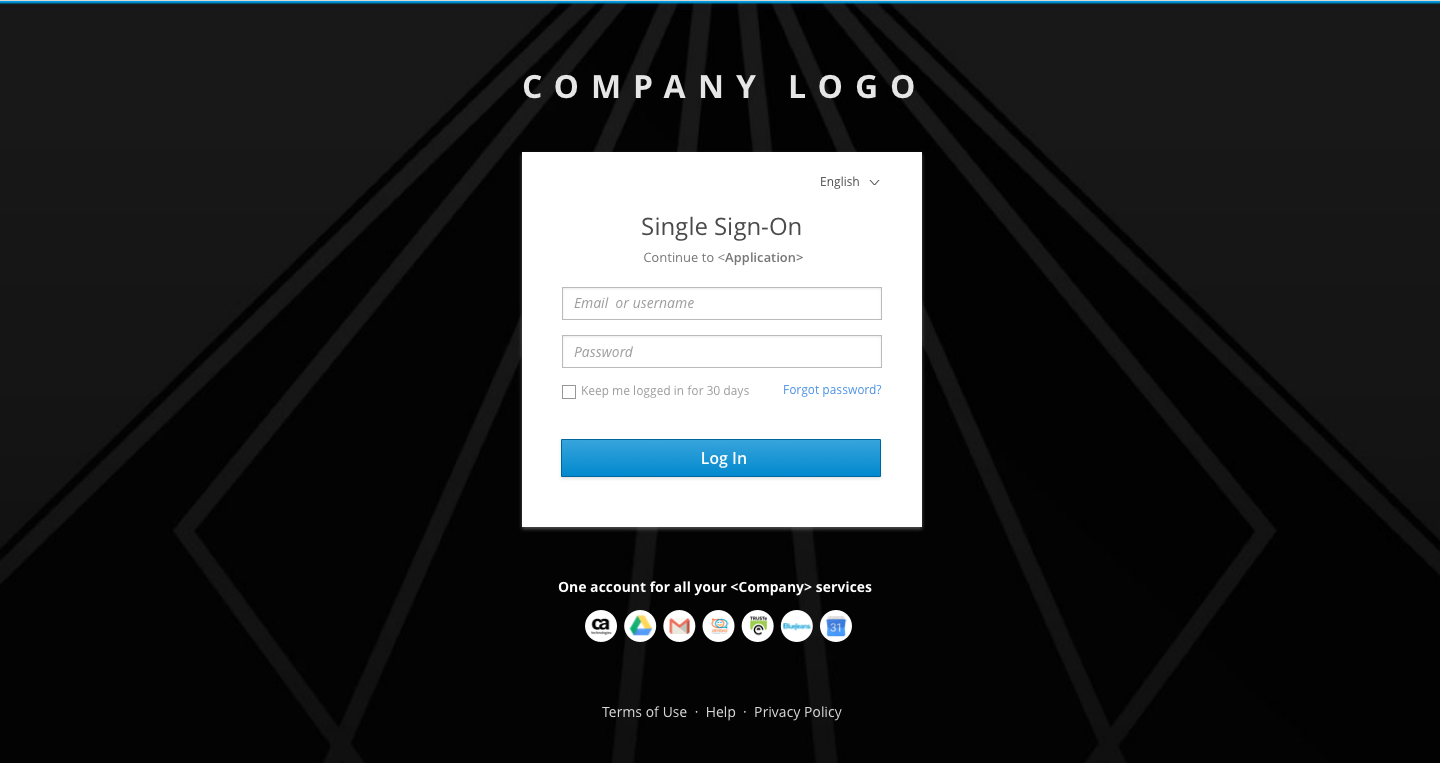 COMPANY LOGO
English
Single Sign-On
Continue to <Application>
Email or username
Password
Keep me logged in for 30 days
Forgot password?
Log In
One account for all your <Company> services
ca
technologies
TRUSTe
BlueJeans
31
Terms of Use · Help · Privacy Policy